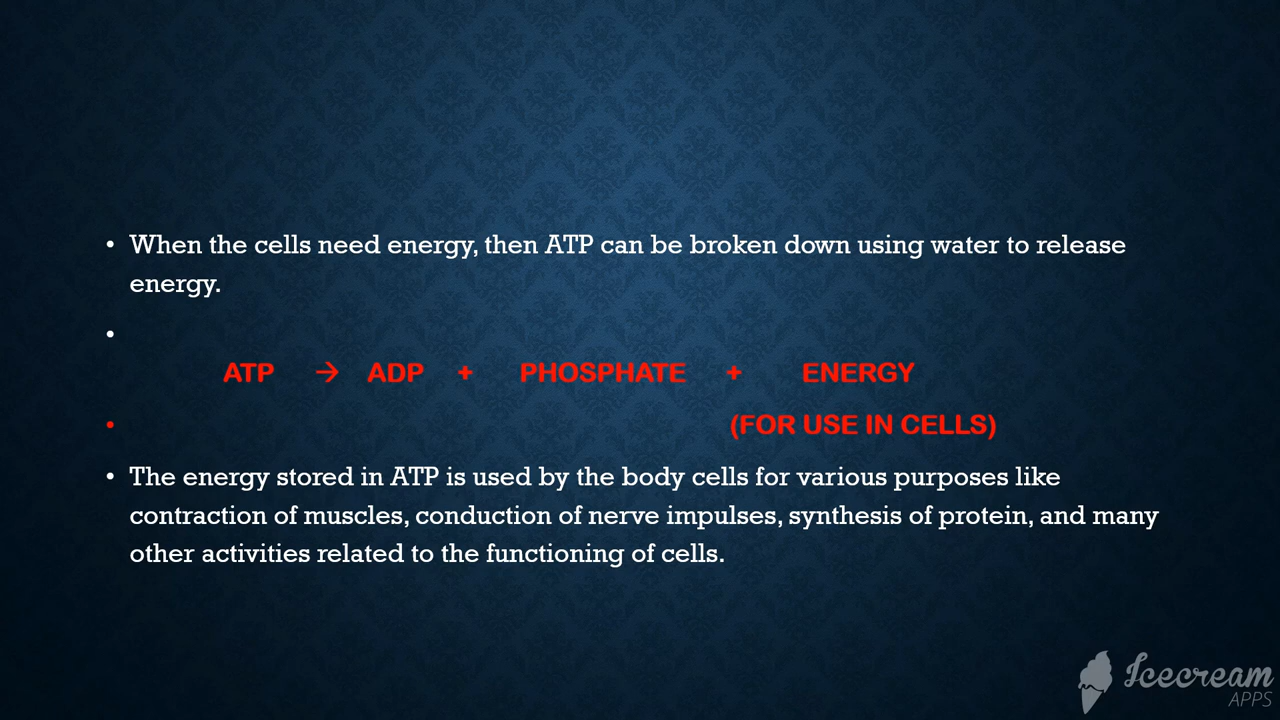 • When the cells need energy, then ATP can be broken down using water to release
energy.
•
ATP → ADP + PHOSPHATE + ENERGY
• (FOR USE IN CELLS)
• The energy stored in ATP is used by the body cells for various purposes like
contraction of muscles, conduction of nerve impulses, synthesis of protein, and many
other activities related to the functioning of cells.
Icecream
APPS